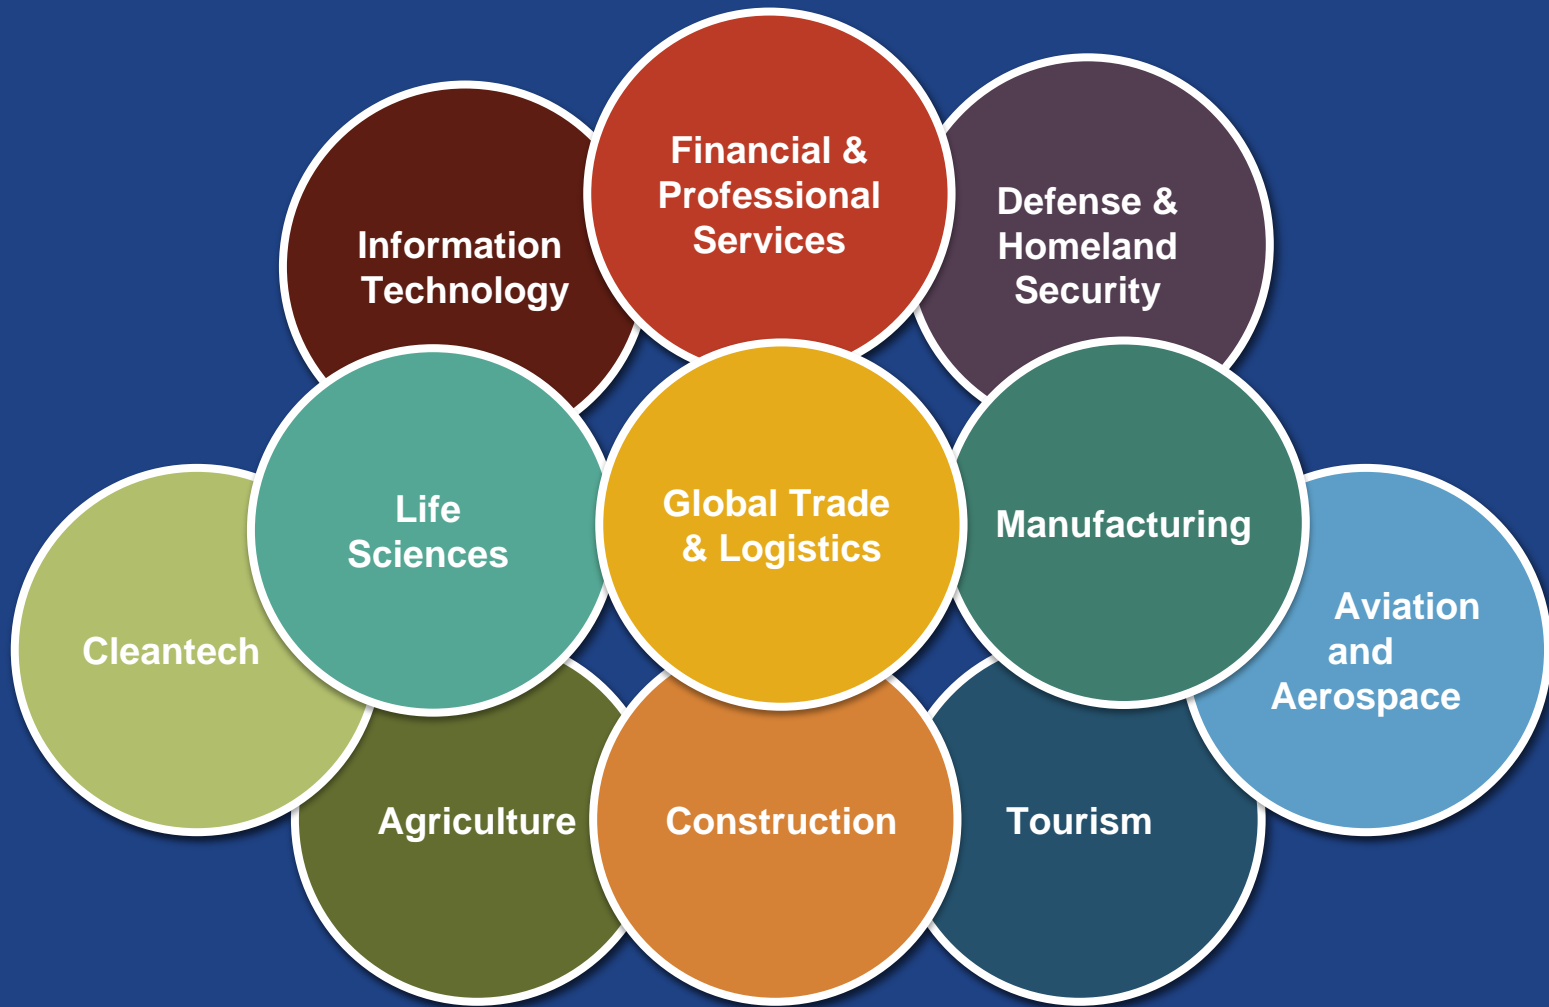 Financial &
Professional
Services
Information
Technology
Defense &
Homeland
Security
Life
Sciences
Global Trade
& Logistics
Manufacturing
Cleantech
Aviation
and
Aerospace
Agriculture
Construction
Tourism